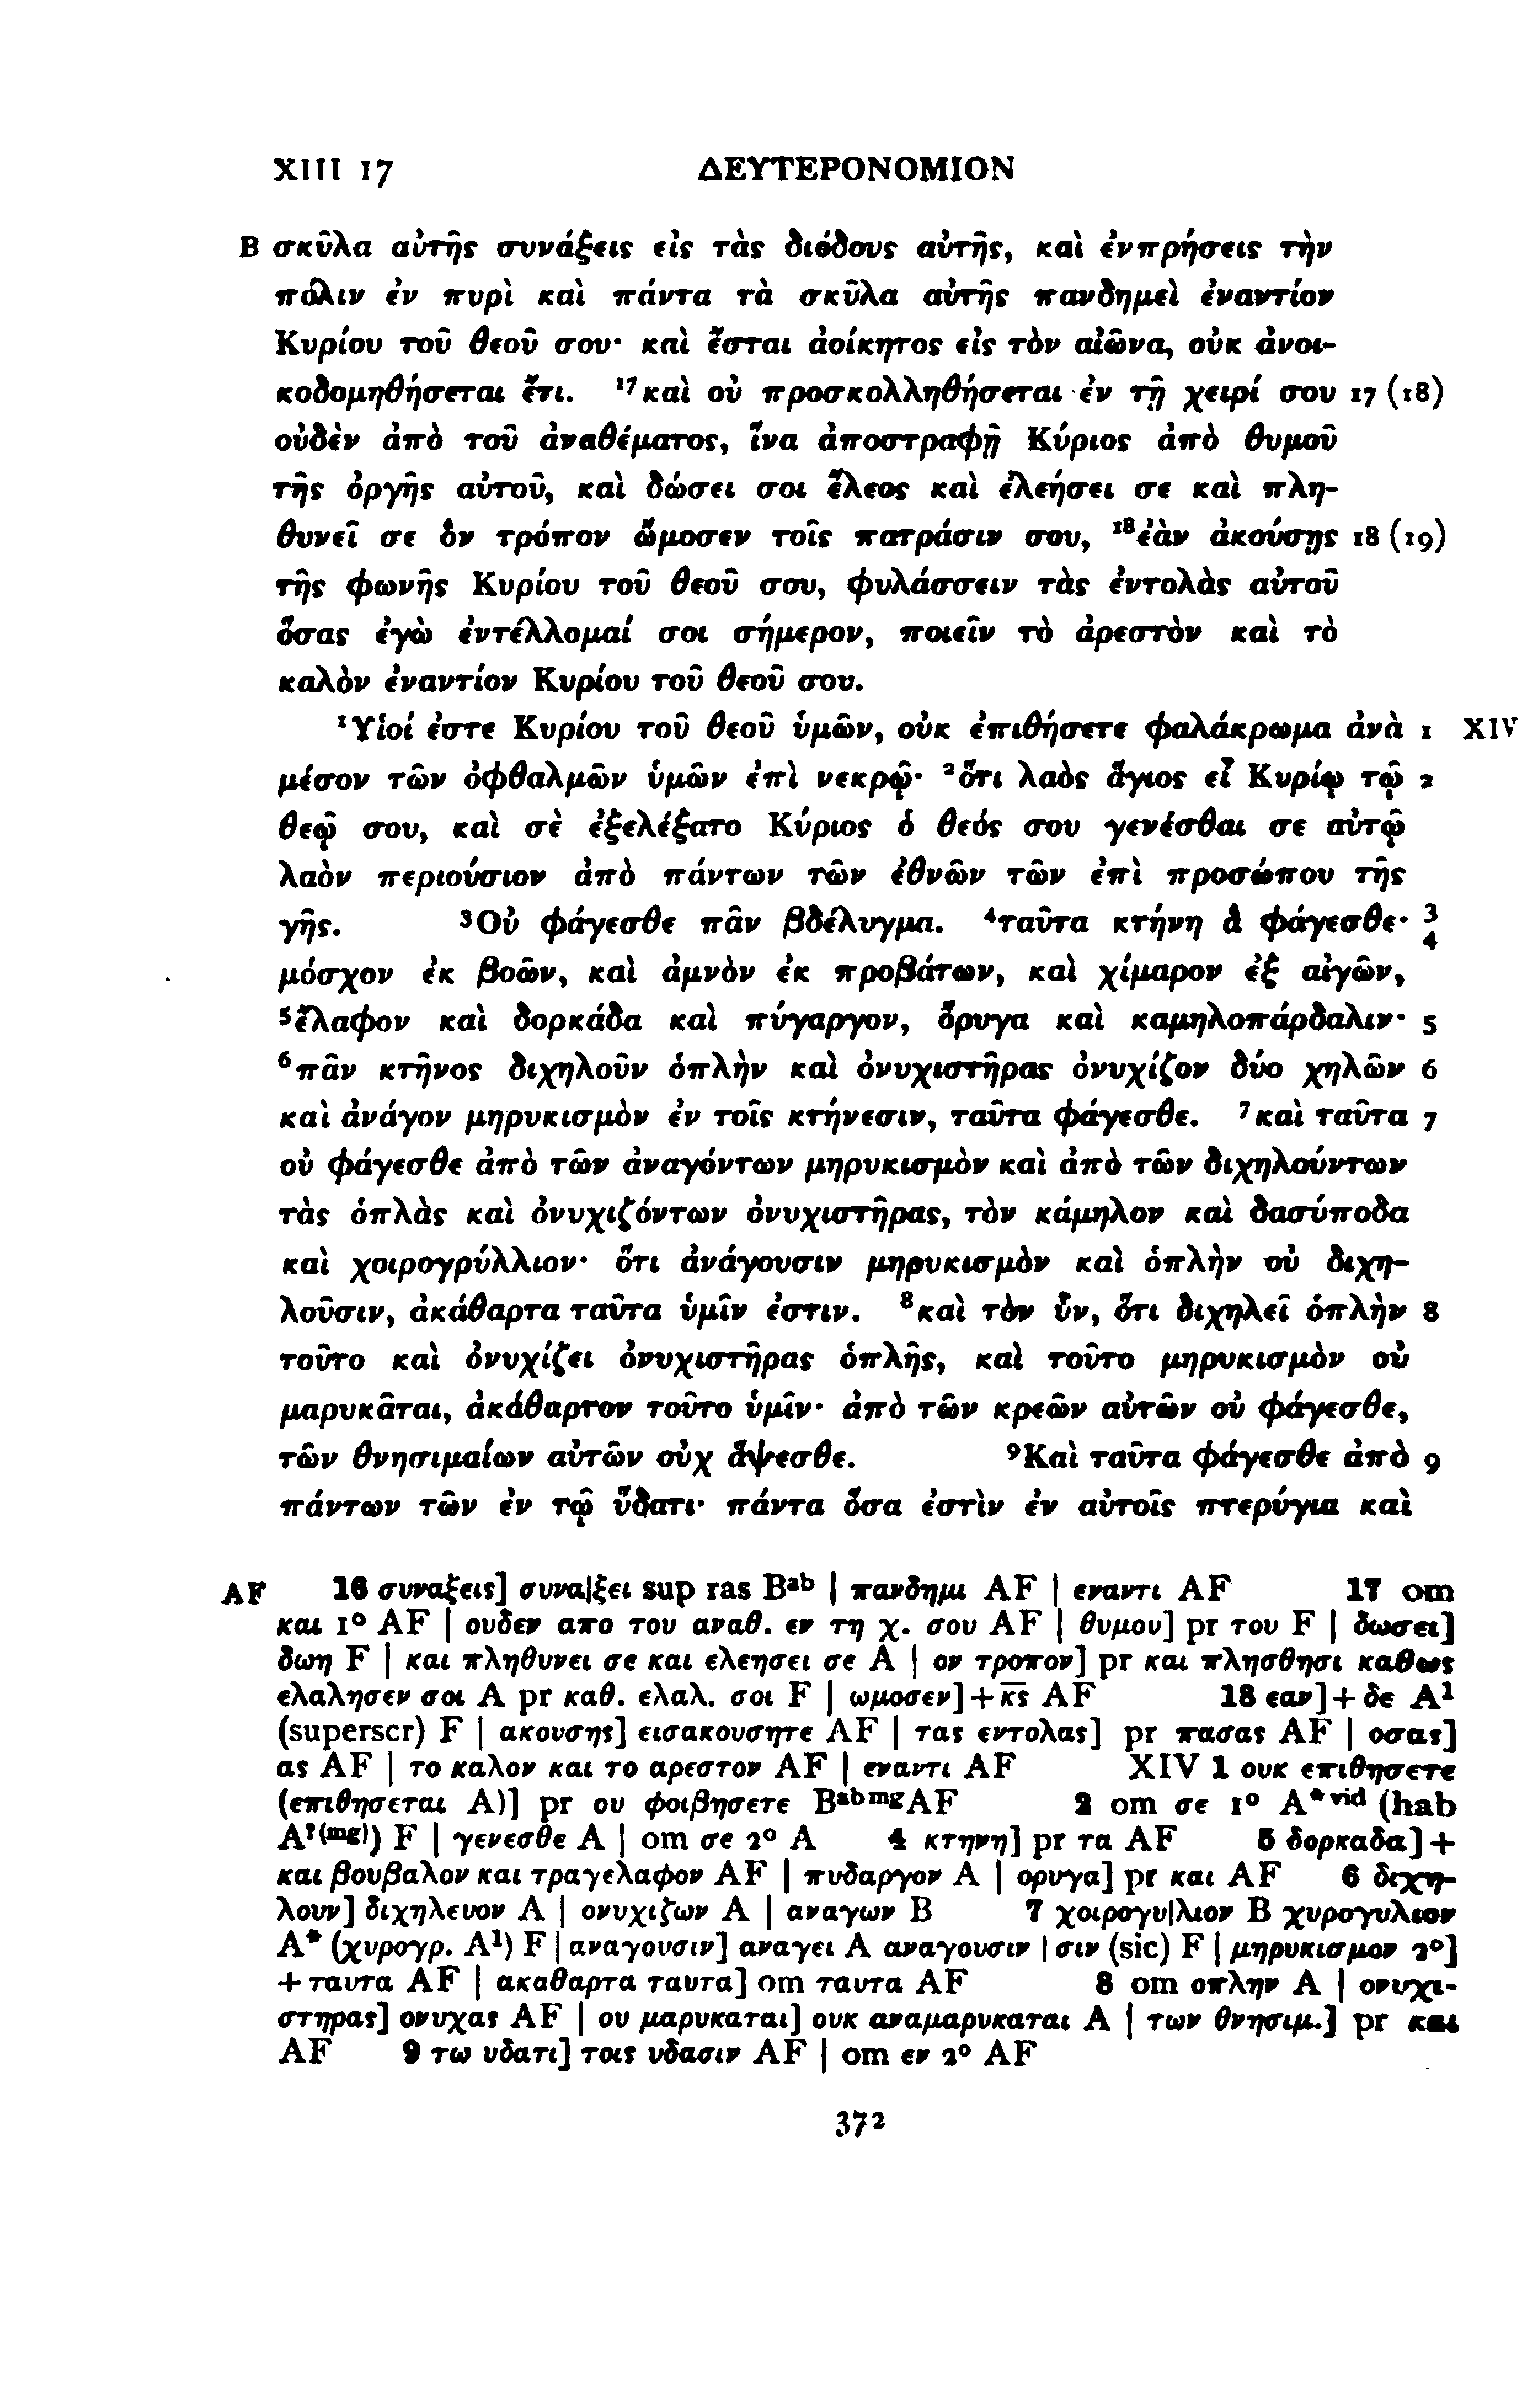 XIII 17 ΔΕΥΤΕΡΟΝΟΜΙΟΝ
B σκῦλα αὐτῆς συνάξεις εἰς τὰς διόδους αὐτῆς, καὶ ἐνπρήσεις τὴν
πόλιν ἐν πυρὶ καὶ πάντα τὰ σκῦλα αὐτῆς πανδημεὶ ἐναντίον
Κυρίου τοῦ θεοῦ σου· καὶ ἔσται ἀοίκητος εἰς τὸν αἰῶνα, οὐκ ἀνοι-
κοδομηθήσεται ἔτι. ¹⁷καὶ οὐ προσκολληθήσεται ἐν τῇ χειρί σου 17 (18)
οὐδὲν ἀπὸ τοῦ ἀναθέματος, ἵνα ἀποστραφῇ Κύριος ἀπὸ θυμοῦ
τῆς ὀργῆς αὐτοῦ, καὶ δώσει σοι ἔλεος καὶ ἐλεήσει σε καὶ πλη-
θυνεῖ σε ὃν τρόπον ὤμοσεν τοῖς πατράσιν σου, ¹⁸ἐὰν ἀκούσῃς 18 (19)
τῆς φωνῆς Κυρίου τοῦ θεοῦ σου, φυλάσσειν τὰς ἐντολὰς αὐτοῦ
ὅσας ἐγὼ ἐντέλλομαί σοι σήμερον, ποιεῖν τὸ ἀρεστὸν καὶ τὸ
καλὸν ἐναντίον Κυρίου τοῦ θεοῦ σου.
¹Υἱοί ἐστε Κυρίου τοῦ θεοῦ ὑμῶν, οὐκ ἐπιθήσετε φαλάκρωμα ἀνὰ 1 XIV
μέσον τῶν ὀφθαλμῶν ὑμῶν ἐπὶ νεκρῷ· ²ὅτι λαὸς ἅγιος εἶ Κυρίῳ τῷ 2
θεῷ σου, καὶ σὲ ἐξελέξατο Κύριος ὁ θεός σου γενέσθαι σε αὐτῷ
λαὸν περιούσιον ἀπὸ πάντων τῶν ἐθνῶν τῶν ἐπὶ προσώπου τῆς
γῆς. ³Οὐ φάγεσθε πᾶν βδέλυγμα. ⁴ταῦτα κτήνη ἃ φάγεσθε· 3 4
μόσχον ἐκ βοῶν, καὶ ἀμνὸν ἐκ προβάτων, καὶ χίμαρον ἐξ αἰγῶν,
⁵ἔλαφον καὶ δορκάδα καὶ πύγαργον, ὄρυγα καὶ καμηλοπάρδαλιν· 5
⁶πᾶν κτῆνος διχηλοῦν ὁπλὴν καὶ ὀνυχιστῆρας ὀνυχίζον δύο χηλῶν 6
καὶ ἀνάγον μηρυκισμὸν ἐν τοῖς κτήνεσιν, ταῦτα φάγεσθε. ⁷καὶ ταῦτα 7
οὐ φάγεσθε ἀπὸ τῶν ἀναγόντων μηρυκισμὸν καὶ ἀπὸ τῶν διχηλούντων
τὰς ὁπλὰς καὶ ὀνυχιζόντων ὀνυχιστῆρας, τὸν κάμηλον καὶ δασύποδα
καὶ χοιρογρύλλιον· ὅτι ἀνάγουσιν μηρυκισμὸν καὶ ὁπλὴν οὐ διχη-
λοῦσιν, ἀκάθαρτα ταῦτα ὑμῖν ἐστιν. ⁸καὶ τὸν ὗν, ὅτι διχηλεῖ ὁπλὴν 8
τοῦτο καὶ ὀνυχίζει ὀνυχιστῆρας ὁπλῆς, καὶ τοῦτο μηρυκισμὸν οὐ
μαρυκᾶται, ἀκάθαρτον τοῦτο ὑμῖν· ἀπὸ τῶν κρεῶν αὐτῶν οὐ φάγεσθε,
τῶν θνησιμαίων αὐτῶν οὐχ ἅψεσθε. ⁹Καὶ ταῦτα φάγεσθε ἀπὸ 9
πάντων τῶν ἐν τῷ ὕδατι· πάντα ὅσα ἐστὶν ἐν αὐτοῖς πτερύγια καὶ
AF 16 συναξεις] συνα|ξει sup ras Bᵃᵇ | πανδημι AF | εναντι AF 17 om
και 1° AF | ουδεν απο του αναθ. εν τη χ. σου AF | θυμου] pr του F | δωσει]
δωη F | και πληθυνει σε και ελεησει σε A | ον τροπον] pr και πλησθησι καθως
ελαλησεν σοι A pr καθ. ελαλ. σοι F | ωμοσεν]+κ̅ς̅ AF 18 εαν]+δε A¹
(superscr) F | ακουσης] εισακουσητε AF | τας εντολας] pr πασας AF | οσας]
ας AF | το καλον και το αρεστον AF | εναντι AF XIV 1 ουκ επιθησετε
(επιθησεται A)] pr ου φοιβησετε Bᵃᵇᵐᵍ AF 2 om σε 1° A*ᵛⁱᵈ (hab
A?⁽ᵐᵍ⁾) F | γενεσθε A | om σε 2° A 4 κτηνη] pr τα AF 5 δορκαδα]+
και βουβαλον και τραγελαφον AF | πυδαργον A | ορυγα] pr και AF 6 διχη-
λουν] διχηλευον A | ονυχιζων A | αναγων B 7 χοιρογυ|λιον B χυρογυλιον
A* (χυρογρ. A¹) F | αναγουσιν] αναγει A αναγουσιν | σιν (sic) F | μηρυκισμον 2°]
+ταυτα AF | ακαθαρτα ταυτα] om ταυτα AF 8 om οπλην A | ονυχι-
στηρας] ονυχας AF | ου μαρυκαται] ουκ αναμαρυκαται A | των θνησιμ.] pr και
AF 9 τω υδατι] τοις υδασιν AF | om εν 2° AF
372